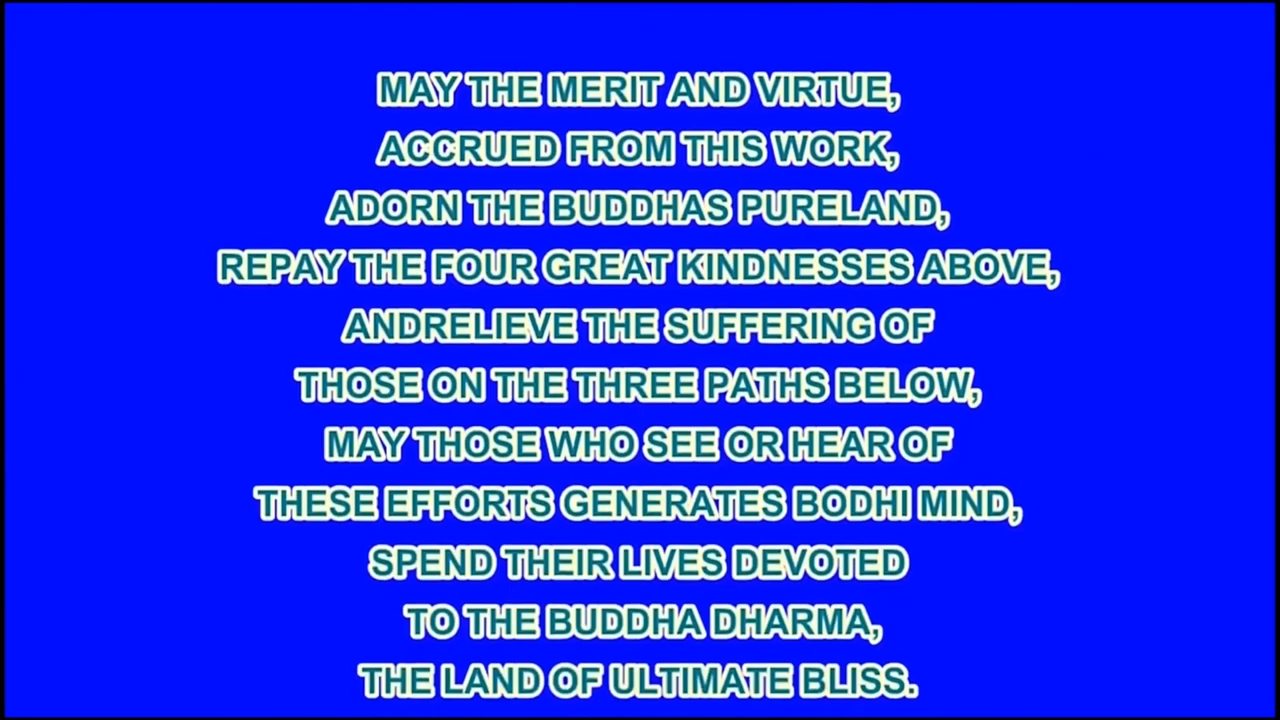 MAY THE MERIT AND VIRTUE,
ACCRUED FROM THIS WORK,
ADORN THE BUDDHAS PURELAND,
REPAY THE FOUR GREAT KINDNESSES ABOVE,
ANDRELIEVE THE SUFFERING OF
THOSE ON THE THREE PATHS BELOW,
MAY THOSE WHO SEE OR HEAR OF
THESE EFFORTS GENERATES BODHI MIND,
SPEND THEIR LIVES DEVOTED
TO THE BUDDHA DHARMA,
THE LAND OF ULTIMATE BLISS.